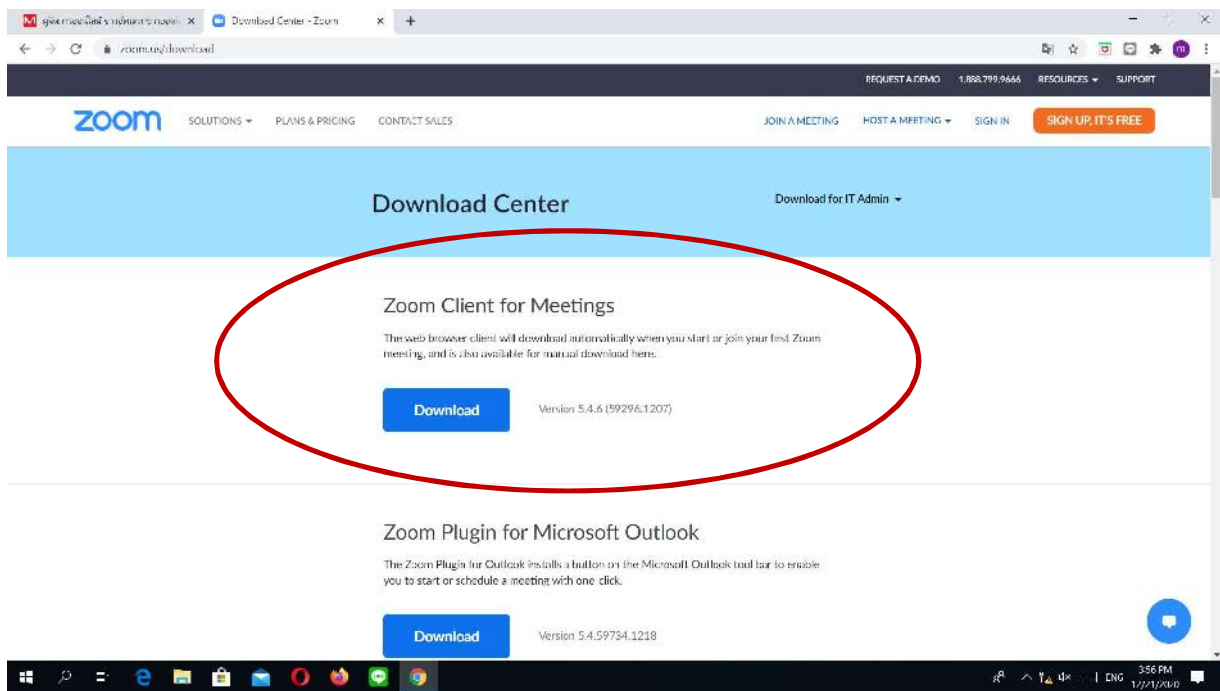 Download Center - Zoom
zoom.us/download
REQUEST A DEMO 1.888.799.9666 RESOURCES SUPPORT
zoom SOLUTIONS PLANS & PRICING CONTACT SALES JOIN A MEETING HOST A MEETING SIGN IN SIGN UP, IT'S FREE
Download Center
Download for IT Admin
Zoom Client for Meetings
The web browser client will download automatically when you start or join your first Zoom
meeting, and is also available for manual download here.
Download Version 5.4.6 (59296.1207)
Zoom Plugin for Microsoft Outlook
The Zoom Plugin for Outlook installs a button on the Microsoft Outlook tool bar to enable
you to start or schedule a meeting with one-click.
Download Version 5.4.59734.1218
ENG
3:56 PM
12/21/2020